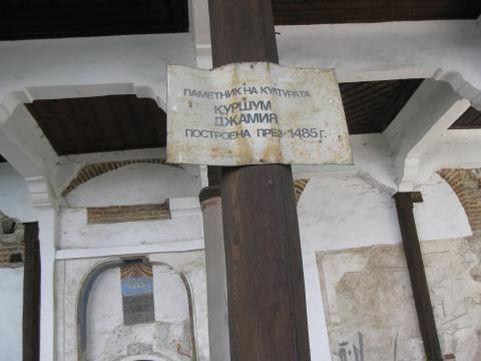 ПАМЕТНИК НА КУЛТУРАТА
КУРШУМ
ДЖАМИЯ
ПОСТРОЕНА ПРЕЗ 1485 Г.